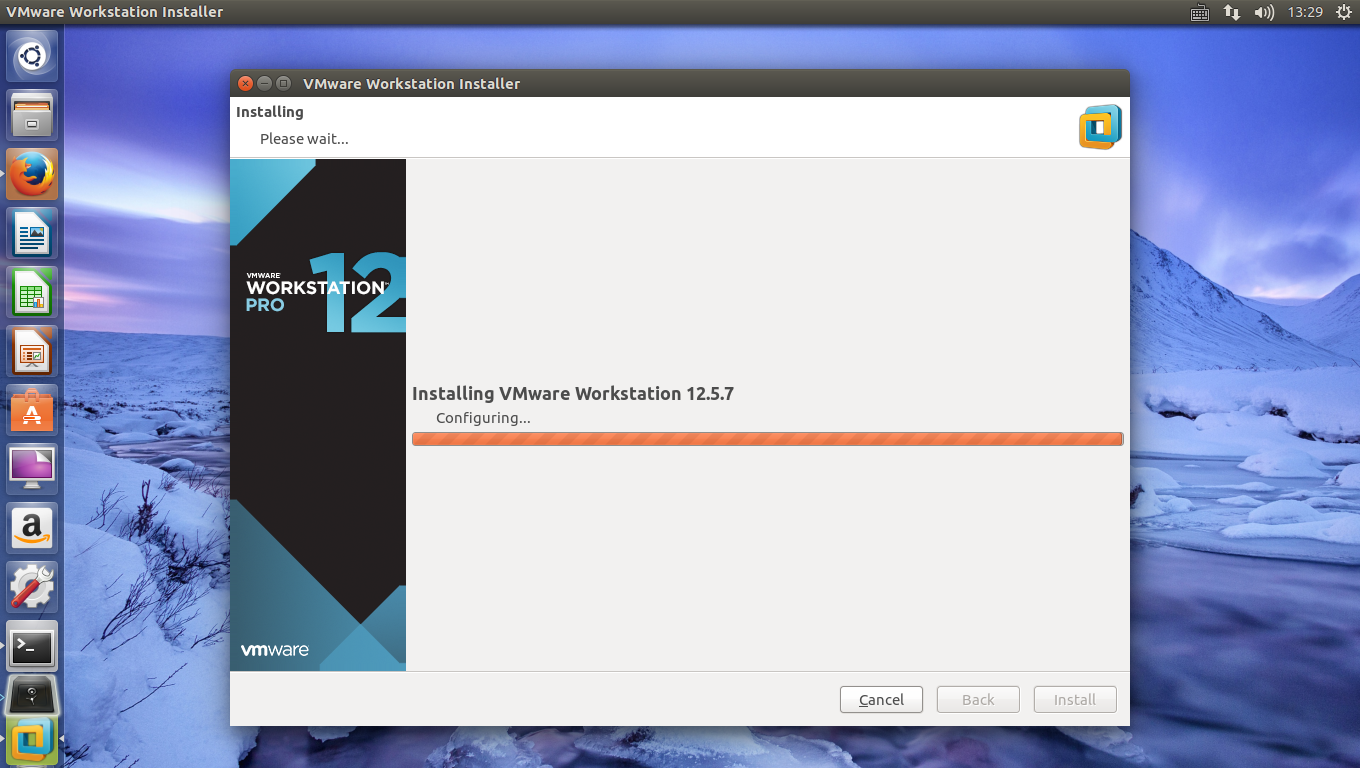 VMware Workstation Installer
13:29
VMware Workstation Installer
Installing
Please wait...
VMWARE
WORKSTATION™
PRO
12
Installing VMware Workstation 12.5.7
Configuring...
vmware
Cancel
Back
Install